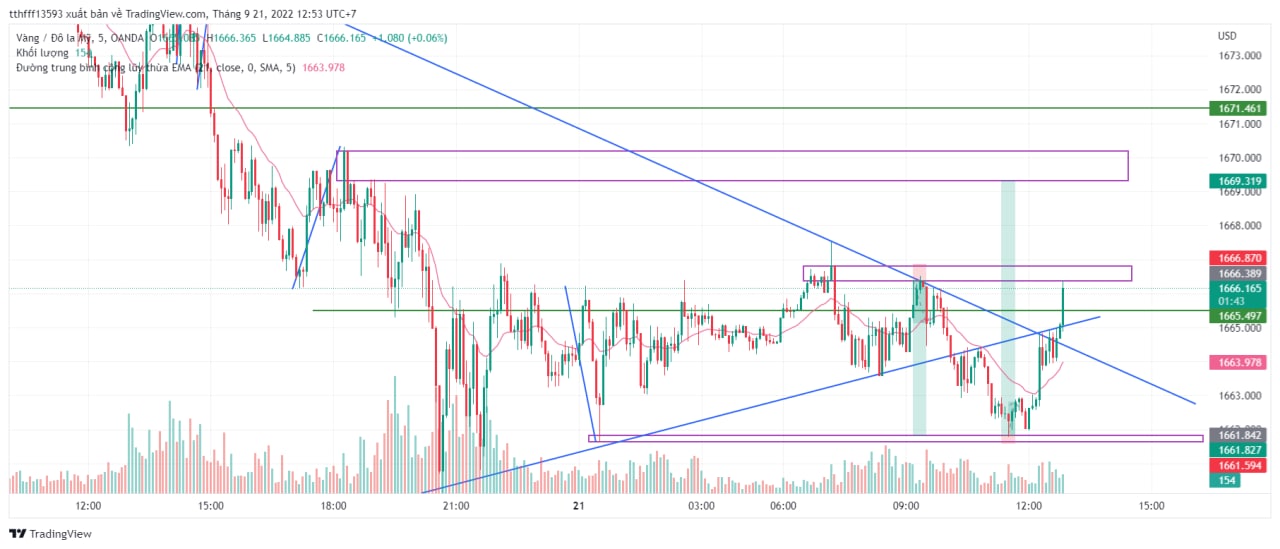 tthfff13593 xuất bản về TradingView.com, Tháng 9 21, 2022 12:53 UTC+7
Vàng / Đô la Mỹ, 5, OANDA H1666.365 L1664.885 C1666.165 +1.080 (+0.06%)
Khối lượng 154
Đường trung bình cộng lũy thừa EMA (21, close, 0, SMA, 5) 1663.978
USD
1673.000
1672.000
1671.461
1671.000
1670.000
1669.319
1669.000
1668.000
1666.870
1666.389
1666.165
01:43
1665.497
1665.000
1663.978
1663.000
1661.842
1661.827
1661.594
154
12:00 15:00 18:00 21:00 21 03:00 06:00 09:00 12:00 15:00
TradingView